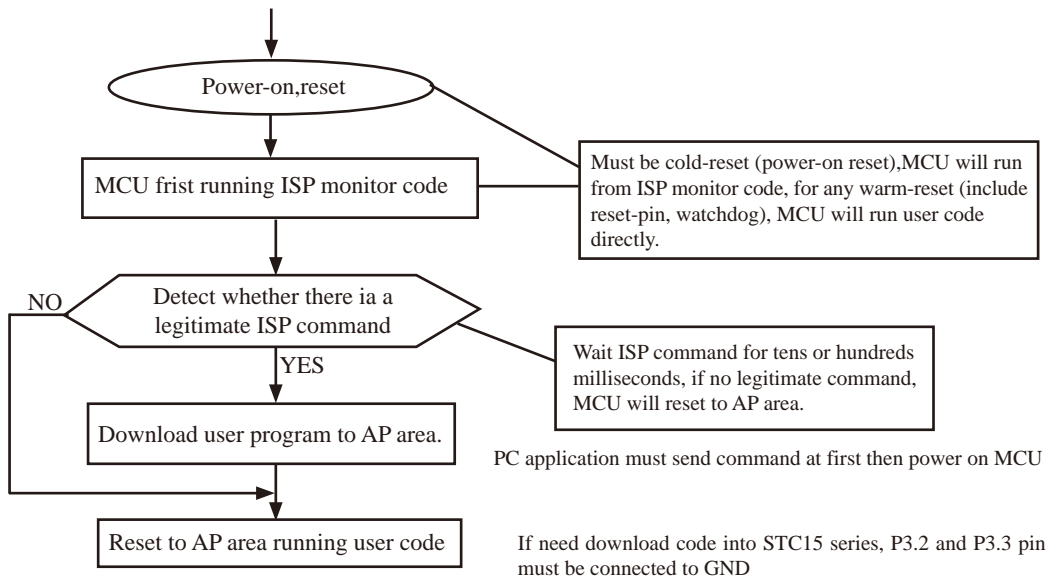 Power-on,reset
MCU frist running ISP monitor code
Must be cold-reset (power-on reset),MCU will run
from ISP monitor code, for any warm-reset (include
reset-pin, watchdog), MCU will run user code
directly.
NO
Detect whether there ia a
legitimate ISP command
YES
Wait ISP command for tens or hundreds
milliseconds, if no legitimate command,
MCU will reset to AP area.
Download user program to AP area.
PC application must send command at first then power on MCU
Reset to AP area running user code
If need download code into STC15 series, P3.2 and P3.3 pin
must be connected to GND